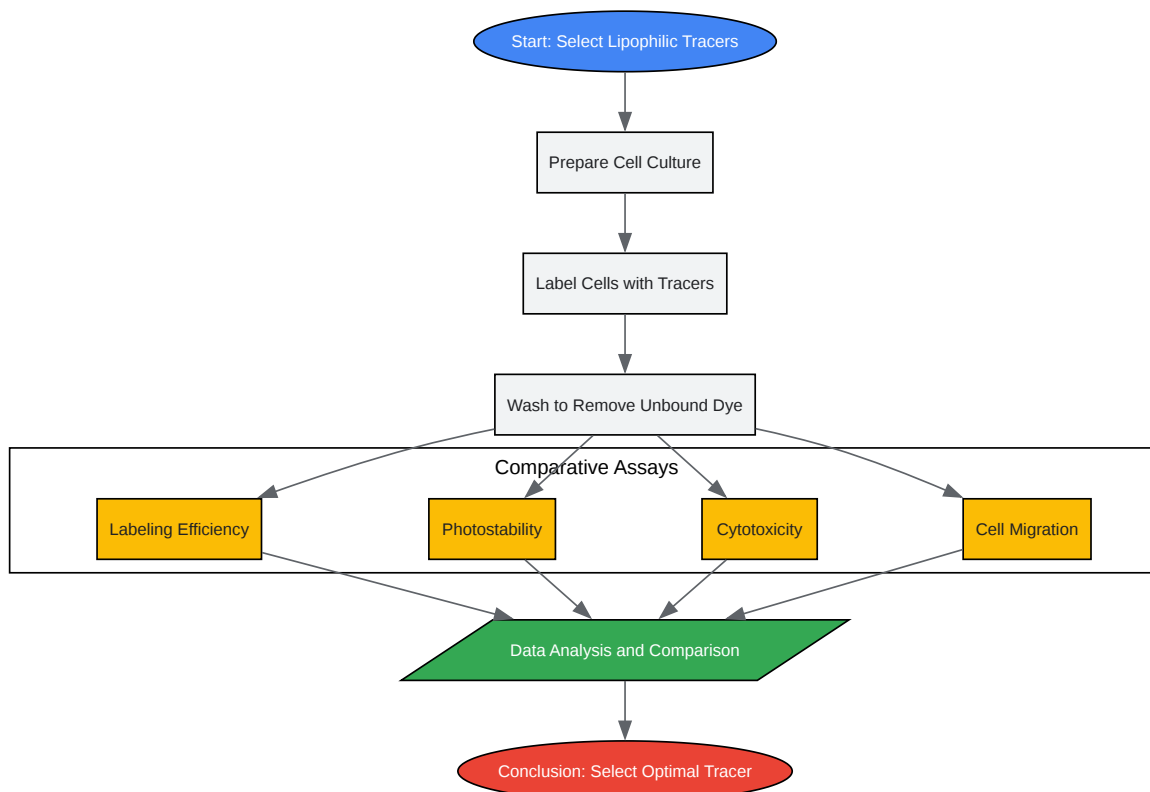 Start: Select Lipophilic Tracers
Prepare Cell Culture
Label Cells with Tracers
Wash to Remove Unbound Dye
Comparative Assays
Labeling Efficiency
Photostability
Cytotoxicity
Cell Migration
Data Analysis and Comparison
Conclusion: Select Optimal Tracer